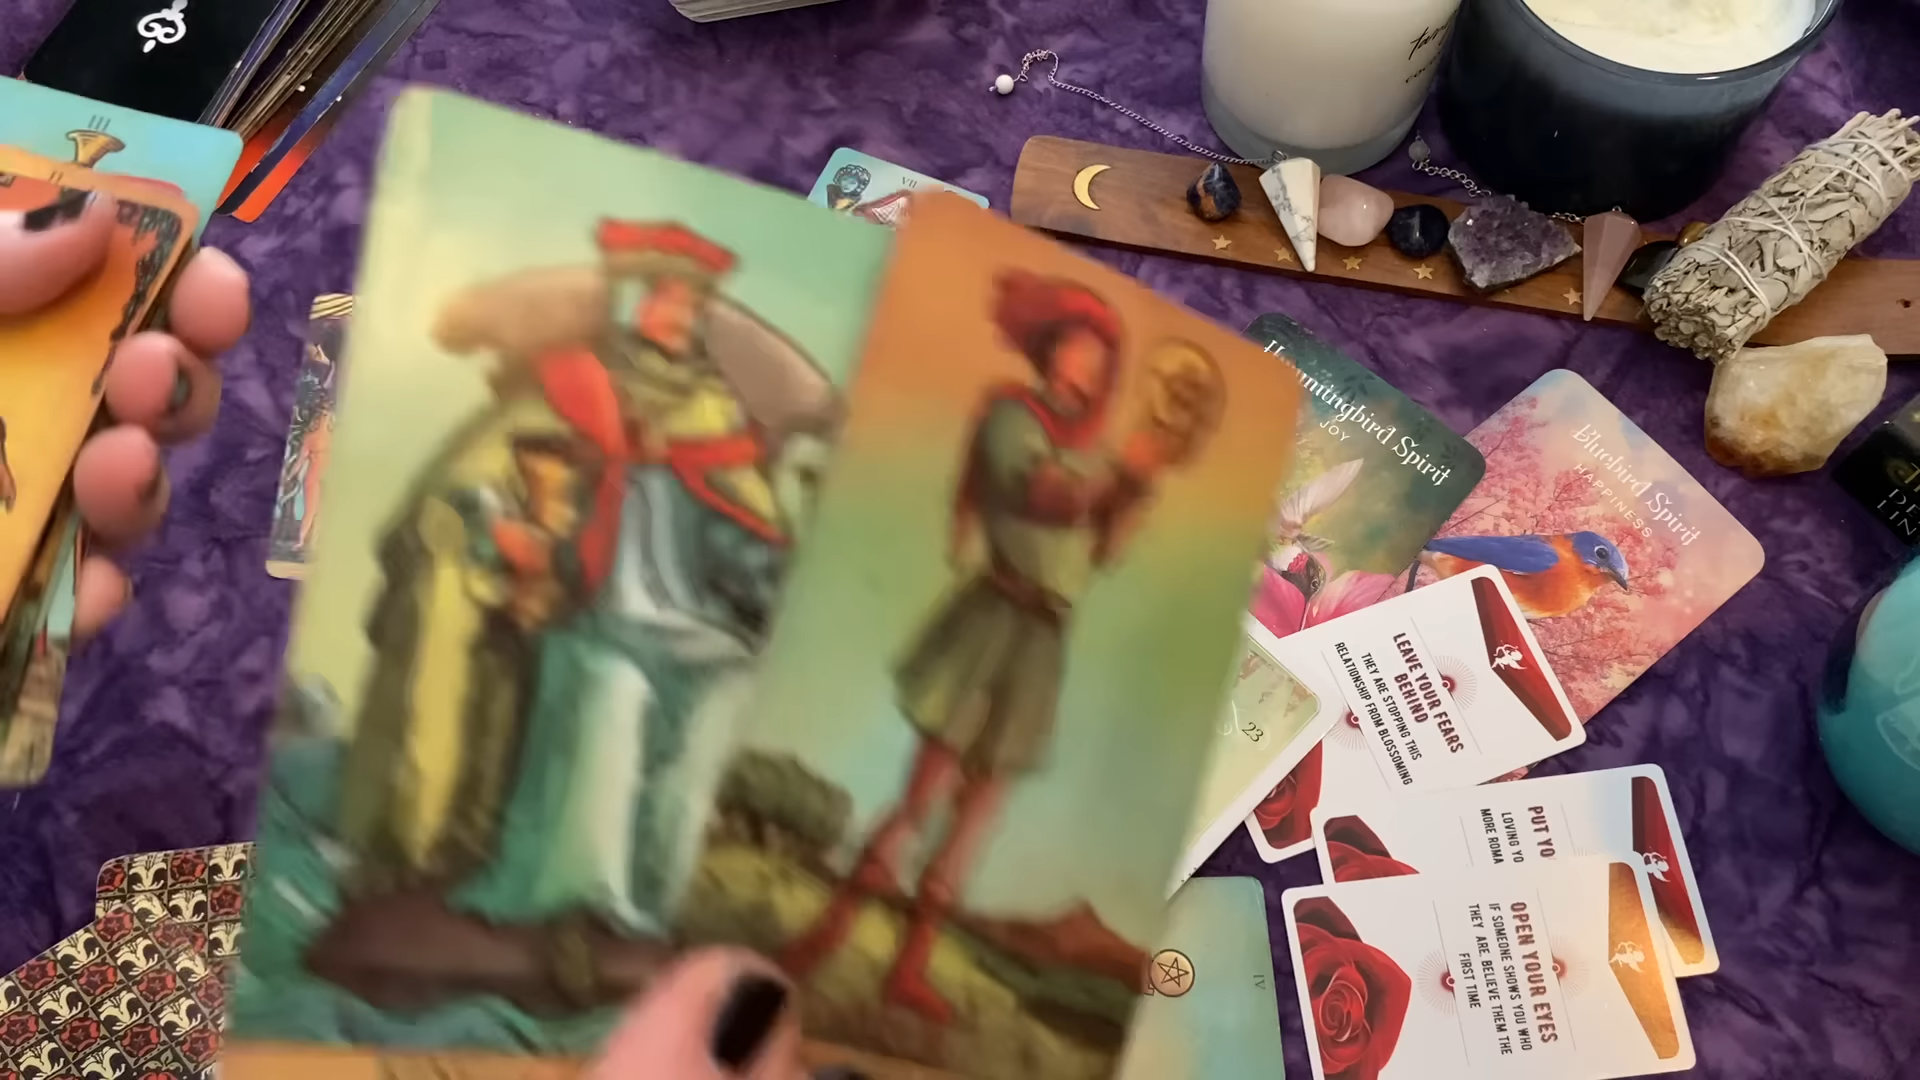 III
VII
Hummingbird Spirit
JOY
Bluebird Spirit
HAPPINESS
LEAVE YOUR FEARS
BEHIND
THEY ARE STOPPING THIS
RELATIONSHIP FROM BLOSSOMING
23
PUT YO
LOVING YO
MORE ROMA
OPEN YOUR EYES
IF SOMEONE SHOWS YOU WHO
THEY ARE, BELIEVE THEM THE
FIRST TIME
IV